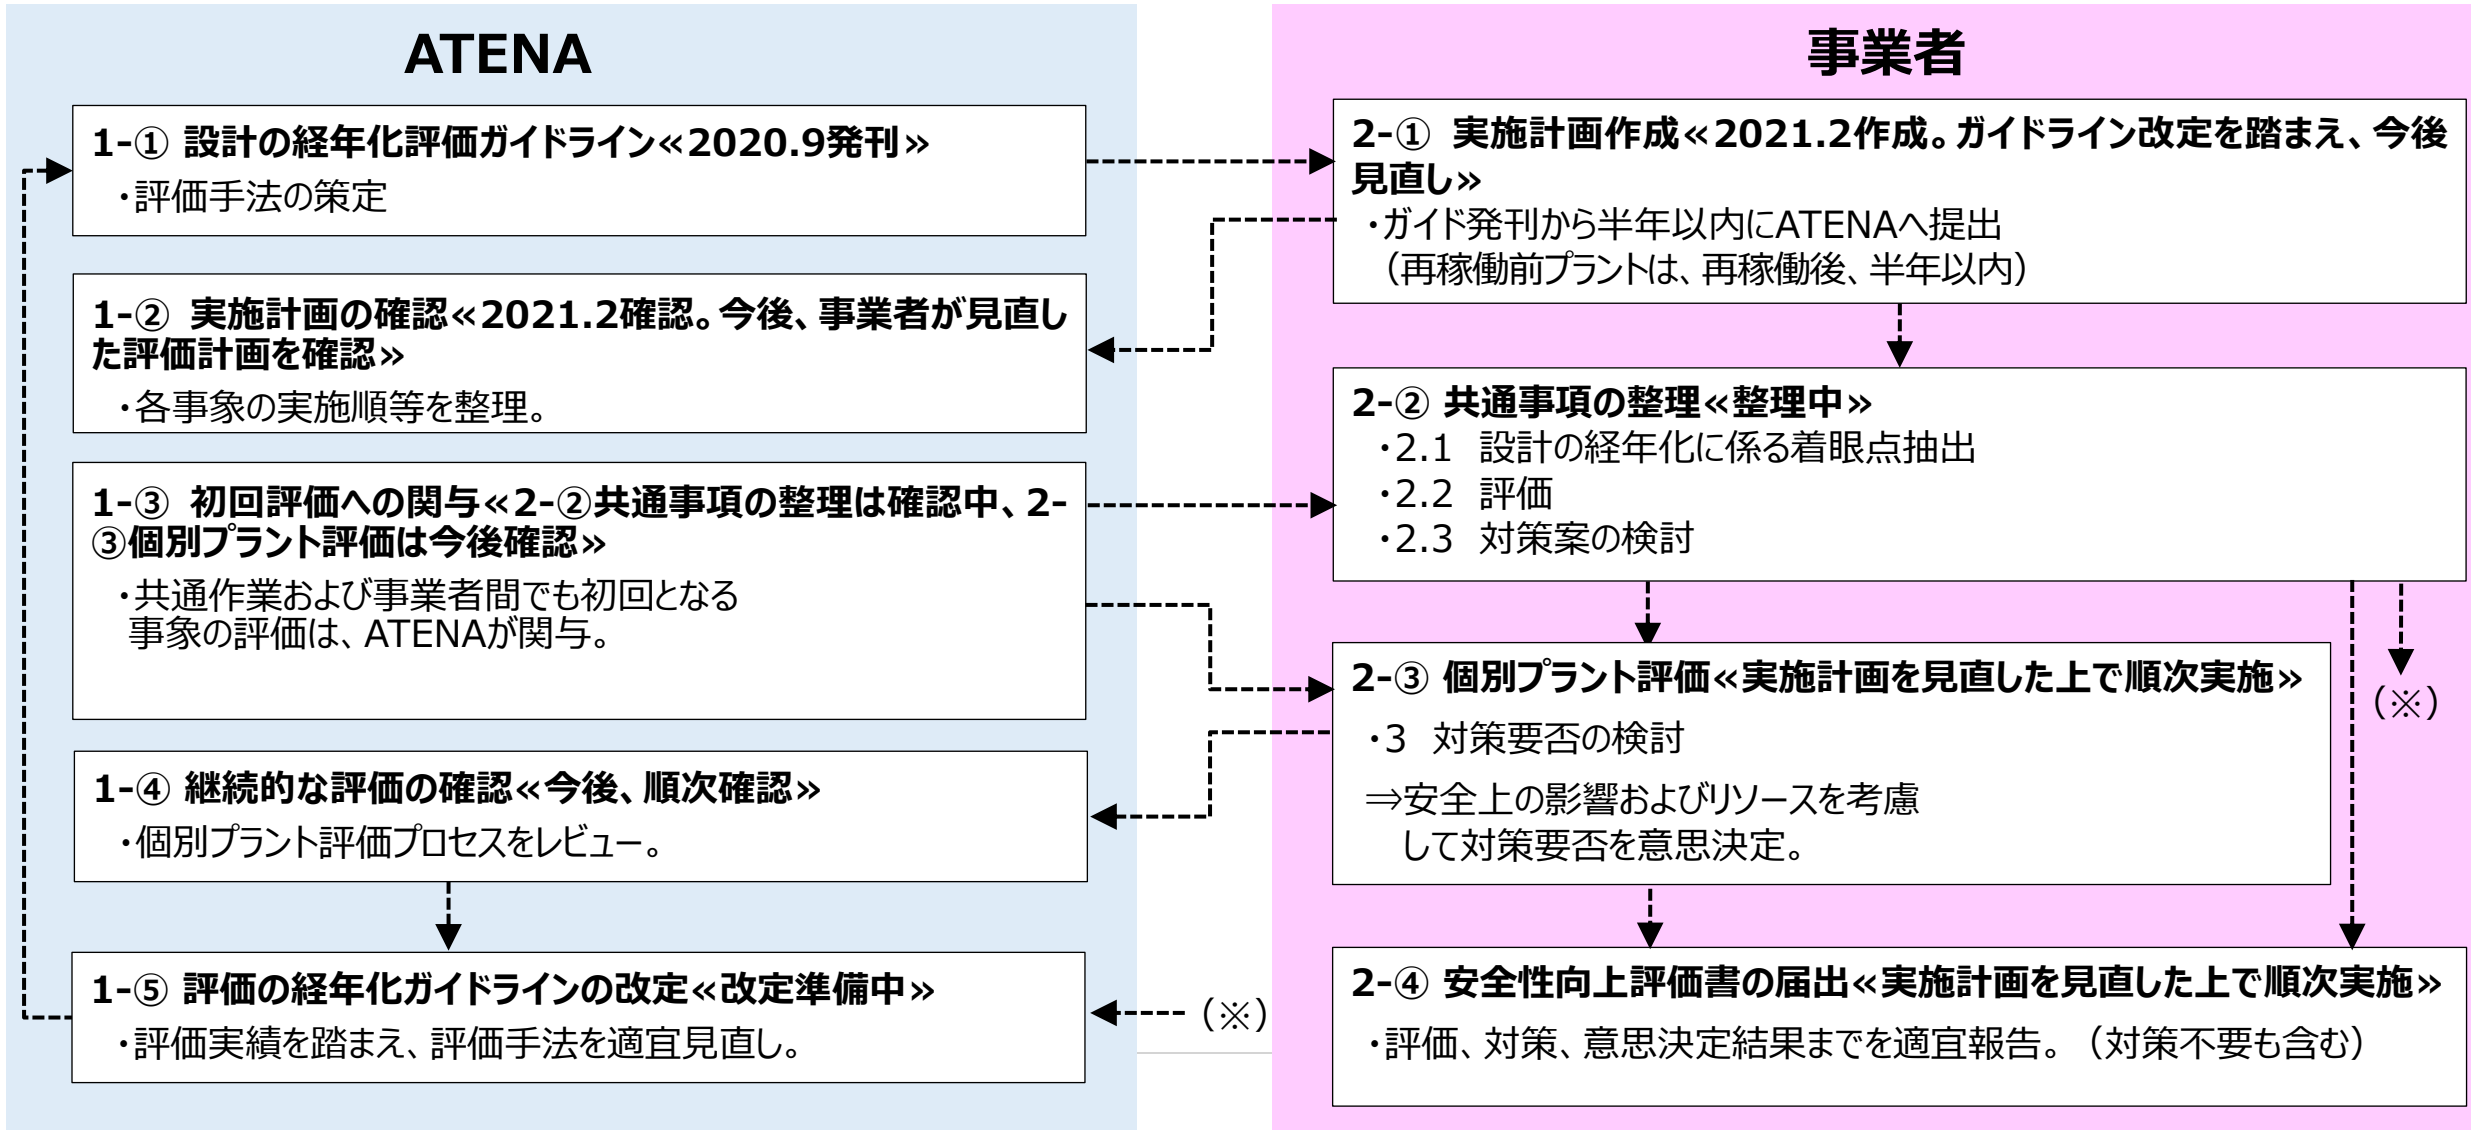 ATENA
1-① 設計の経年化評価ガイドライン≪2020.9発刊≫
・評価手法の策定
1-② 実施計画の確認≪2021.2確認。今後、事業者が見直し
た評価計画を確認≫
・各事象の実施順等を整理。
1-③ 初回評価への関与≪2-②共通事項の整理は確認中、2-
③個別プラント評価は今後確認≫
・共通作業および事業者間でも初回となる
事象の評価は、ATENAが関与。
1-④ 継続的な評価の確認≪今後、順次確認≫
・個別プラント評価プロセスをレビュー。
1-⑤ 評価の経年化ガイドラインの改定≪改定準備中≫
・評価実績を踏まえ、評価手法を適宜見直し。
（※）
事業者
2-① 実施計画作成≪2021.2作成。ガイドライン改定を踏まえ、今後
見直し≫
・ガイド発刊から半年以内にATENAへ提出
（再稼働前プラントは、再稼働後、半年以内）
2-② 共通事項の整理≪整理中≫
・2.1 設計の経年化に係る着眼点抽出
・2.2 評価
・2.3 対策案の検討
（※）
2-③ 個別プラント評価≪実施計画を見直した上で順次実施≫
・3 対策要否の検討
⇒安全上の影響およびリソースを考慮
して対策要否を意思決定。
2-④ 安全性向上評価書の届出≪実施計画を見直した上で順次実施≫
・評価、対策、意思決定結果までを適宜報告。（対策不要も含む）